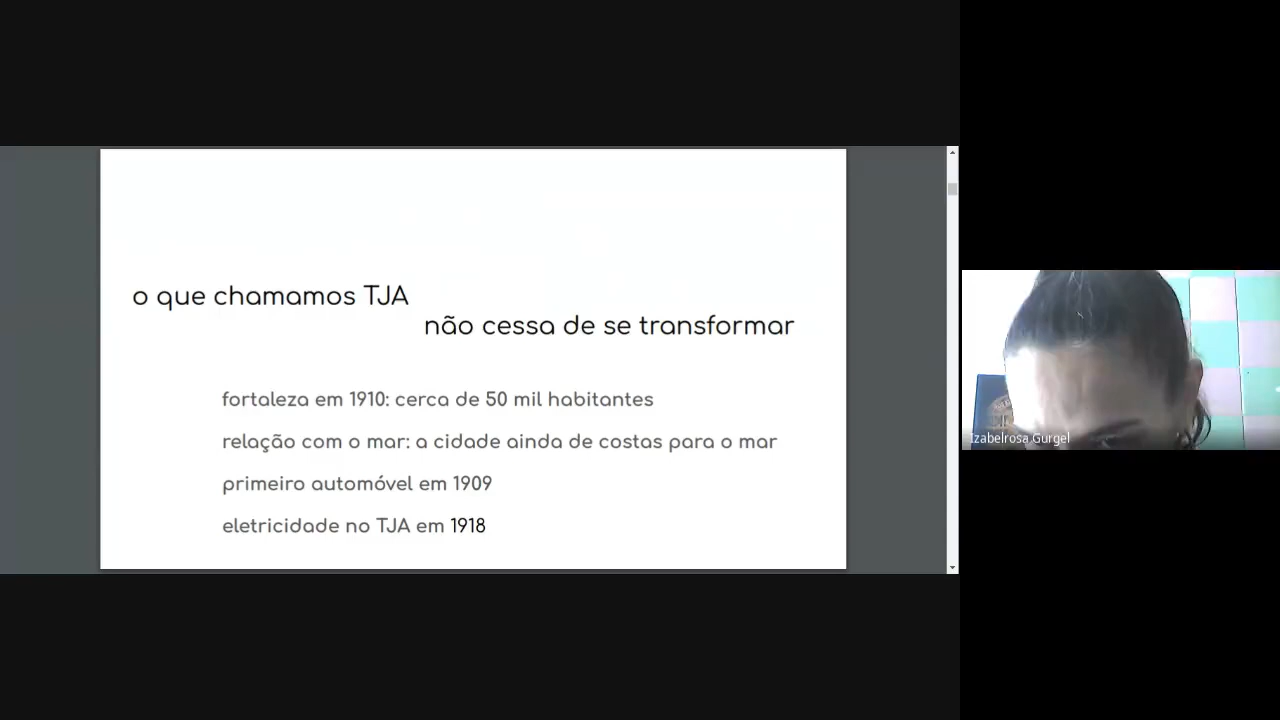 o que chamamos TJA
não cessa de se transformar
fortaleza em 1910: cerca de 50 mil habitantes
relação com o mar: a cidade ainda de costas para o mar
primeiro automóvel em 1909
eletricidade no TJA em 1918
Izabelrosa Gurgel